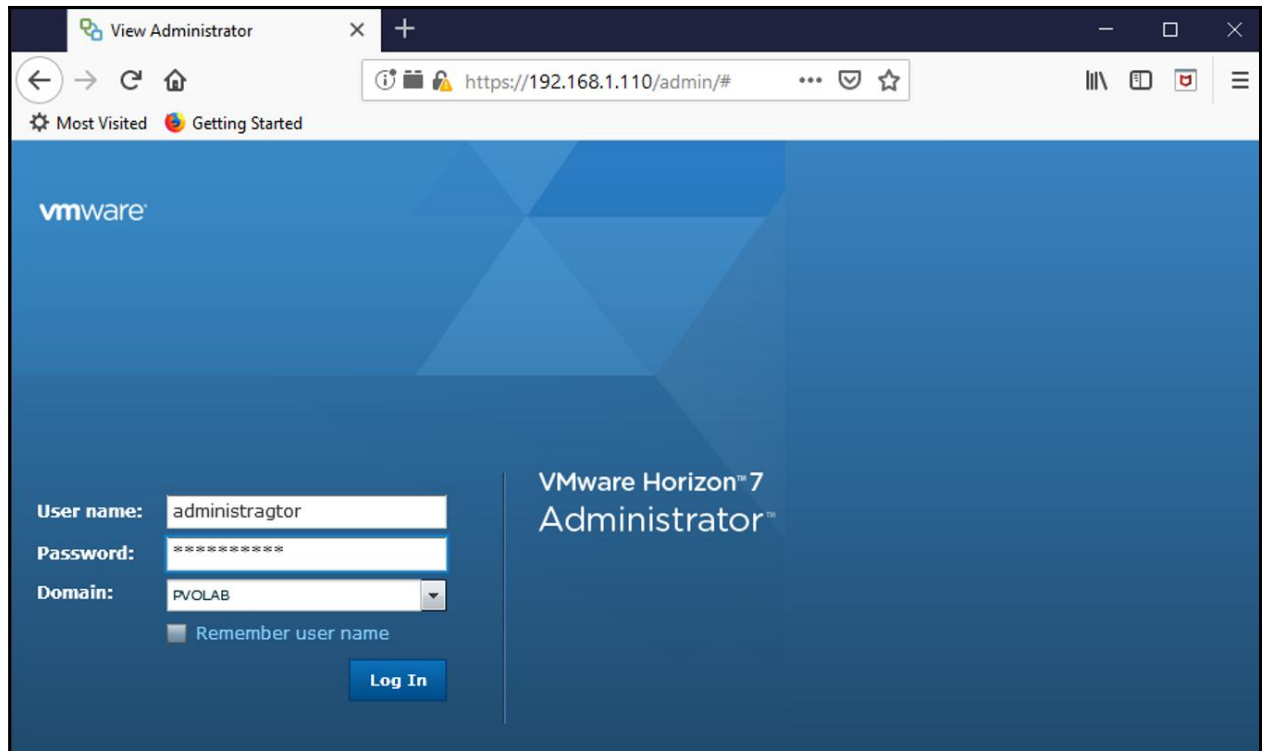 View Administrator
https://192.168.1.110/admin/#
Most Visited Getting Started
vmware
VMware Horizon™ 7
Administrator™
User name: administragtor
Password: **********
Domain: PVOLAB
Remember user name
Log In